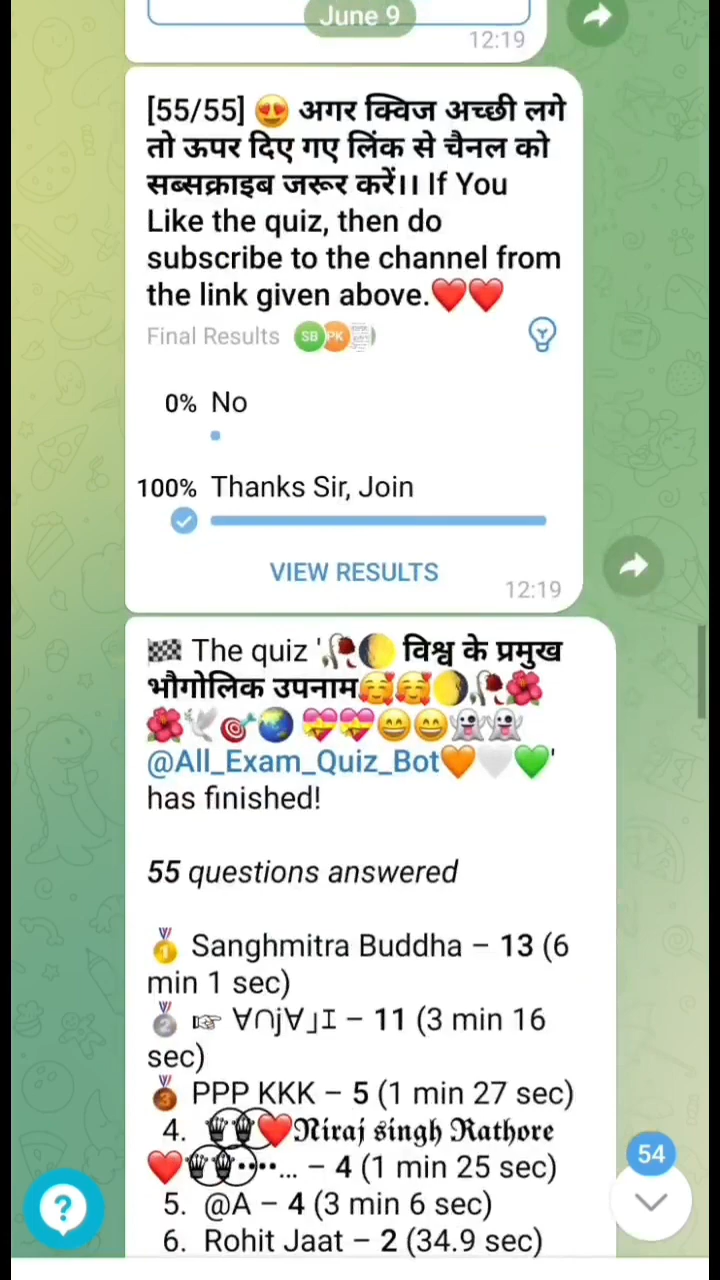 June 9
12:19
[55/55] 😍 अगर क्विज अच्छी लगे
तो ऊपर दिए गए लिंक से चैनल को
सब्सक्राइब जरूर करें।। If You
Like the quiz, then do
subscribe to the channel from
the link given above.❤️❤️
Final Results SB PK
0% No
100% Thanks Sir, Join
VIEW RESULTS
12:19
🏁 The quiz '🥀🌔 विश्व के प्रमुख
भौगोलिक उपनाम🥰🥰🌖🥀🌺
🌺🕊🎯🌏 💝💝😄😄👻👻
@All_Exam_Quiz_Bot🧡🤍💚'
has finished!
55 questions answered
🥇 Sanghmitra Buddha – 13 (6
min 1 sec)
🥈 ☞ ∀∩j∀⅃I – 11 (3 min 16
sec)
🥉 PPP KKK – 5 (1 min 27 sec)
4. ♛♛❤️𝕹𝖎𝖗𝖆𝖏 𝖘𝖎𝖓𝖌𝖍 𝕽𝖆𝖙𝖍𝖔𝖗𝖊
❤️♛♛••••... – 4 (1 min 25 sec)
5. @A – 4 (3 min 6 sec)
6. Rohit Jaat – 2 (34.9 sec)
54
?